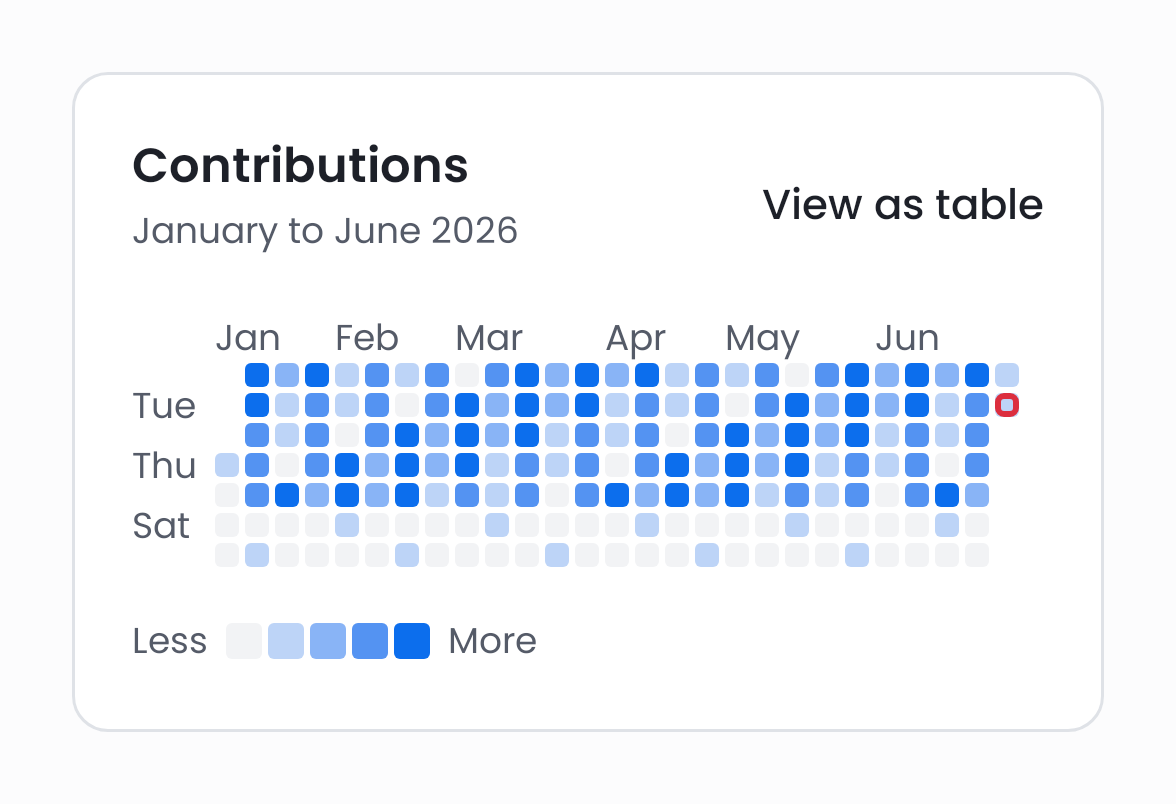 Contributions
January to June 2026
View as table
Jan Feb Mar Apr May Jun
Tue
Thu
Sat
Less More